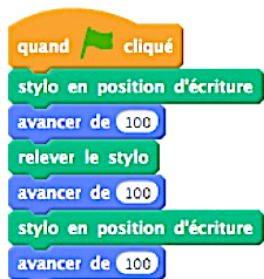 quand cliqué
stylo en position d'écriture
avancer de 100
relever le stylo
avancer de 100
stylo en position d'écriture
avancer de 100